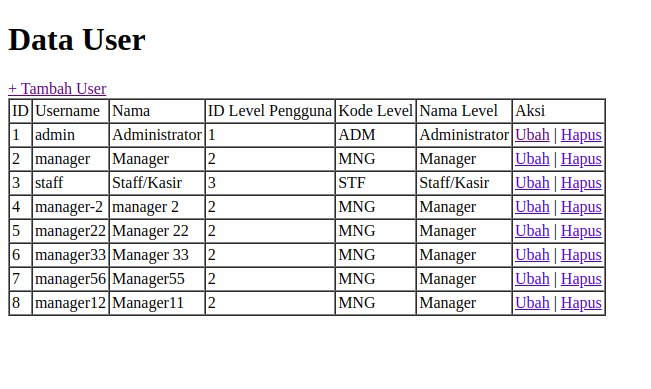 Data User
+ Tambah User
ID Username Nama ID Level Pengguna Kode Level Nama Level Aksi
1 admin Administrator 1 ADM Administrator Ubah | Hapus
2 manager Manager 2 MNG Manager Ubah | Hapus
3 staff Staff/Kasir 3 STF Staff/Kasir Ubah | Hapus
4 manager-2 manager 2 2 MNG Manager Ubah | Hapus
5 manager22 Manager 22 2 MNG Manager Ubah | Hapus
6 manager33 Manager 33 2 MNG Manager Ubah | Hapus
7 manager56 Manager55 2 MNG Manager Ubah | Hapus
8 manager12 Manager11 2 MNG Manager Ubah | Hapus